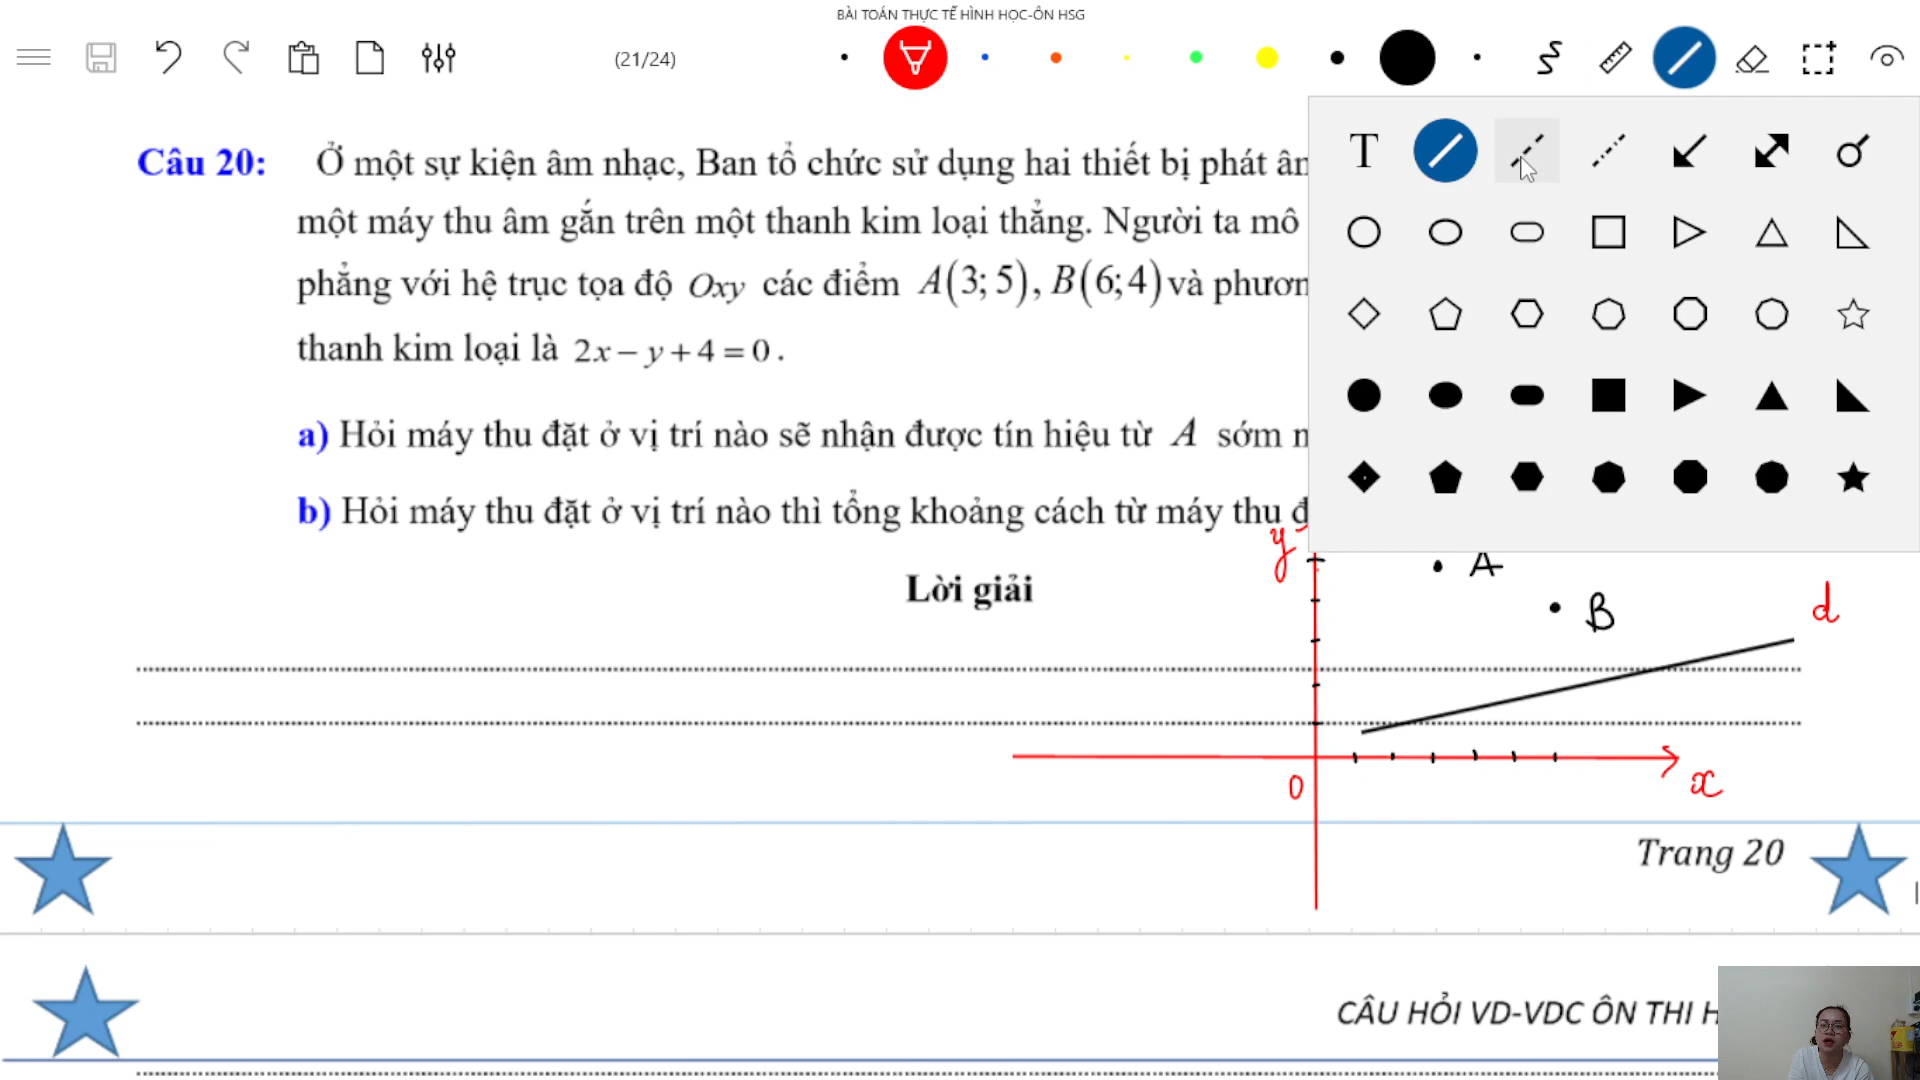 BÀI TOÁN THỰC TẾ HÌNH HỌC-ÔN HSG
(21/24)
T
Câu 20: Ở một sự kiện âm nhạc, Ban tổ chức sử dụng hai thiết bị phát
một máy thu âm gắn trên một thanh kim loại thẳng. Người ta mô
phẳng với hệ trục tọa độ Oxy các điểm A(3;5), B(6;4) và
thanh kim loại là 2x − y + 4 = 0.
a) Hỏi máy thu đặt ở vị trí nào sẽ nhận được tín hiệu từ A sớm
b) Hỏi máy thu đặt ở vị trí nào thì tổng khoảng cách từ máy thu
y
A
Lời giải
B
d
0
x
Trang 20
CÂU HỎI VD-VDC ÔN THI